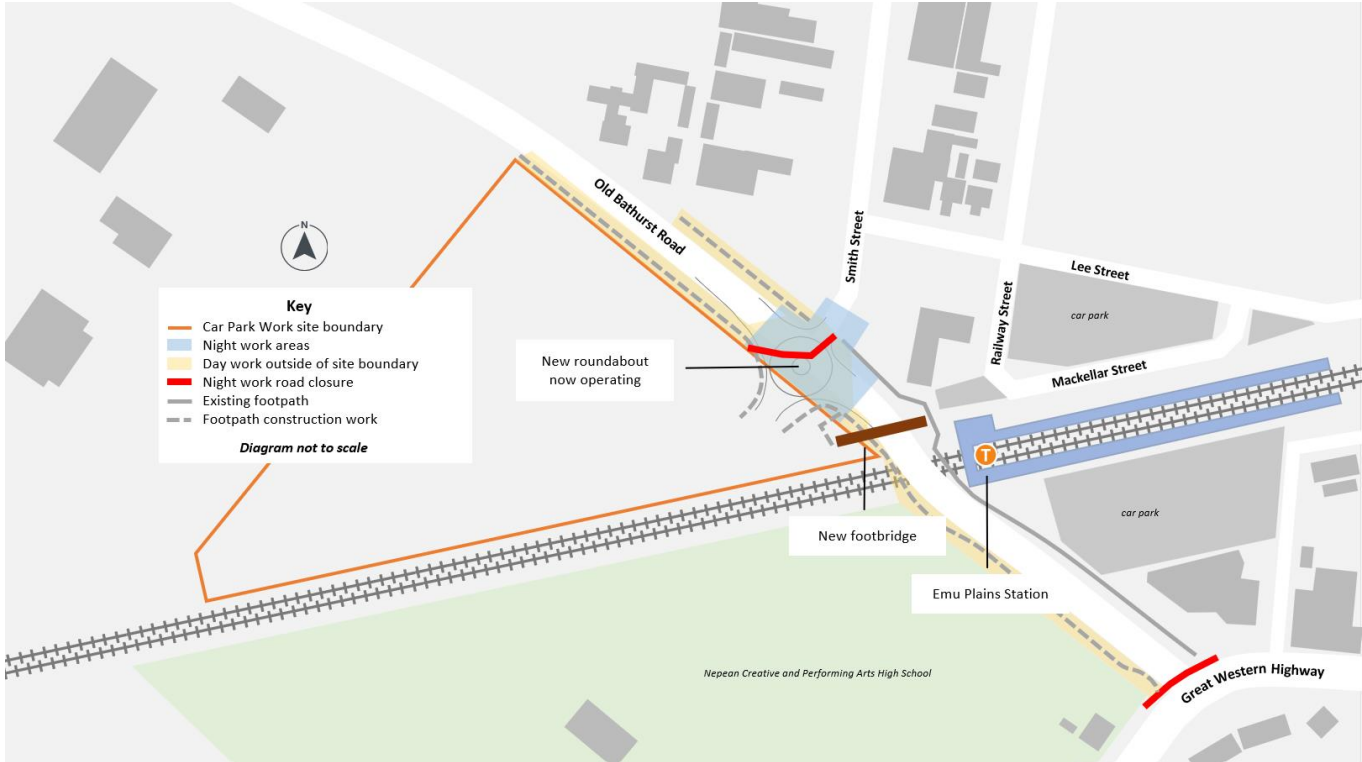 Old Bathurst Road
Smith Street
Lee Street
car park
Railway Street
Mackellar Street
N
Key
Car Park Work site boundary
Night work areas
Day work outside of site boundary
Night work road closure
Existing footpath
Footpath construction work
Diagram not to scale
New roundabout
now operating
T
car park
New footbridge
Emu Plains Station
Nepean Creative and Performing Arts High School
Great Western Highway